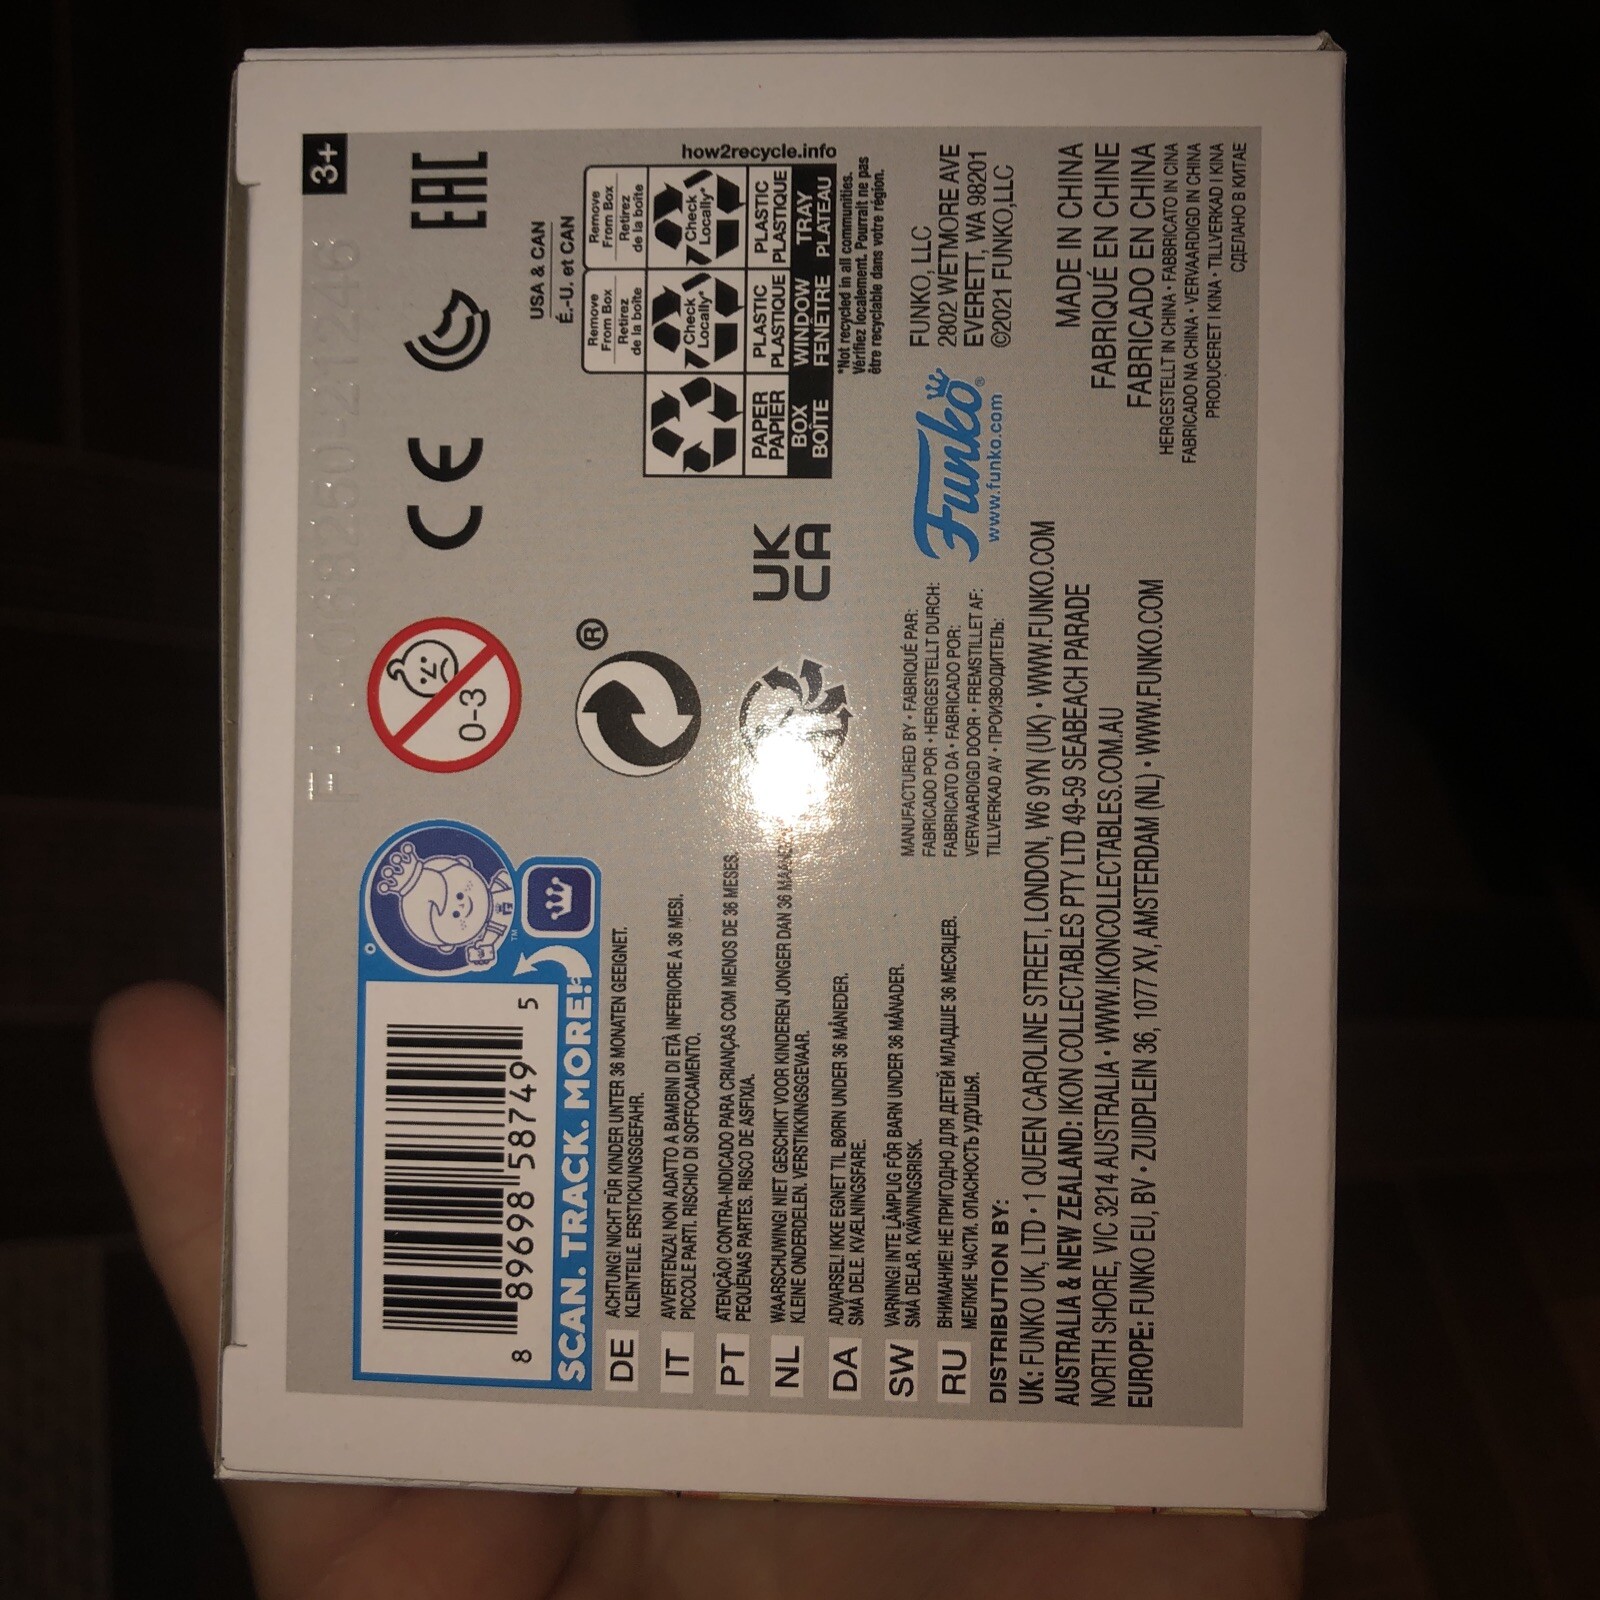 3+
8 89698 58749 5
SCAN. TRACK. MORE!
TM
0-3
CE
EAC
®
USA & CAN
É.-U. et CAN
Remove
From Box
Retirez
de la boîte
Remove
From Box
Retirez
de la boîte
Check
Locally*
Check
Locally*
PAPER
PAPIER
PLASTIC
PLASTIQUE
PLASTIC
PLASTIQUE
BOX
BOÎTE
WINDOW
FENÊTRE
TRAY
PLATEAU
how2recycle.info
*Not recycled in all communities.
Vérifiez localement. Pourrait ne pas
être recyclable dans votre région.
UK
CA
DE ACHTUNG! NICHT FÜR KINDER UNTER 36 MONATEN GEEIGNET.
KLEINTEILE. ERSTICKUNGSGEFAHR.
IT AVVERTENZA! NON ADATTO A BAMBINI DI ETÀ INFERIORE A 36 MESI.
PICCOLE PARTI. RISCHIO DI SOFFOCAMENTO.
PT ATENÇÃO! CONTRA-INDICADO PARA CRIANÇAS COM MENOS DE 36 MESES.
PEQUENAS PARTES. RISCO DE ASFIXIA.
NL WAARSCHUWING! NIET GESCHIKT VOOR KINDEREN JONGER DAN 36
KLEINE ONDERDELEN. VERSTIKKINGSGEVAAR.
DA ADVARSEL! IKKE EGNET TIL BØRN UNDER 36 MÅNEDER.
SMÅ DELE. KVÆLNINGSFARE.
SW VARNING! INTE LÄMPLIG FÖR BARN UNDER 36 MÅNADER.
SMÅ DELAR. KVÄVNINGSRISK.
RU ВНИМАНИЕ! НЕ ПРИГОДНО ДЛЯ ДЕТЕЙ МЛАДШЕ 36 МЕСЯЦЕВ.
МЕЛКИЕ ЧАСТИ. ОПАСНОСТЬ УДУШЬЯ.
MANUFACTURED BY • FABRIQUÉ PAR:
FABRICADO POR • HERGESTELLT DURCH:
FABBRICATO DA • FABRICADO POR:
VERVAARDIGD DOOR • FREMSTILLET AF:
TILLVERKAD AV • ПРОИЗВОДИТЕЛЬ:
Funko®
www.funko.com
FUNKO, LLC
2802 WETMORE AVE
EVERETT, WA 98201
©2021 FUNKO,LLC
DISTRIBUTION BY:
UK: FUNKO UK, LTD • 1 QUEEN CAROLINE STREET, LONDON, W6 9YN (UK) • WWW.FUNKO.COM
AUSTRALIA & NEW ZEALAND: IKON COLLECTABLES PTY LTD 49-59 SEABEACH PARADE
NORTH SHORE, VIC 3214 AUSTRALIA • WWW.IKONCOLLECTABLES.COM.AU
EUROPE: FUNKO EU, BV • ZUIDPLEIN 36, 1077 XV, AMSTERDAM (NL) • WWW.FUNKO.COM
MADE IN CHINA
FABRIQUÉ EN CHINE
FABRICADO EN CHINA
HERGESTELLT IN CHINA • FABBRICATO IN CINA
FABRICADO NA CHINA • VERVAARDIGD IN CHINA
PRODUCERET I KINA • TILLVERKAD I KINA
СДЕЛАНО В КИТАЕ